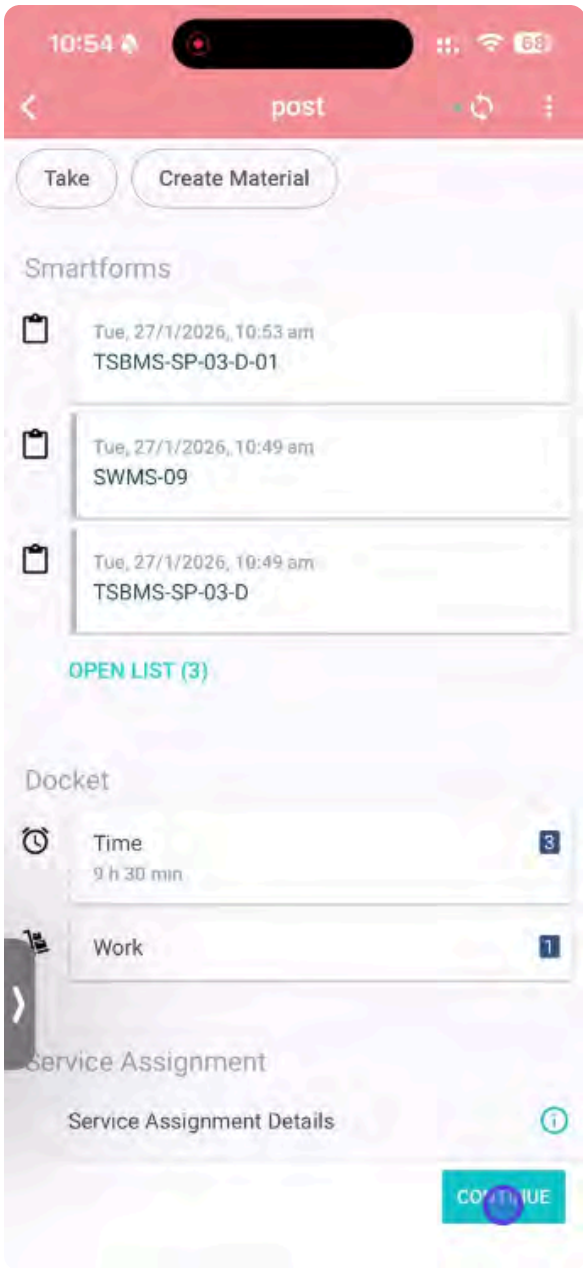 10:54
68
post
Take
Create Material
Smartforms
Tue, 27/1/2026, 10:53 am
TSBMS-SP-03-D-01
Tue, 27/1/2026, 10:49 am
SWMS-09
Tue, 27/1/2026, 10:49 am
TSBMS-SP-03-D
OPEN LIST (3)
Docket
Time
3
9 h 30 min
Work
1
Service Assignment
Service Assignment Details
CONTINUE